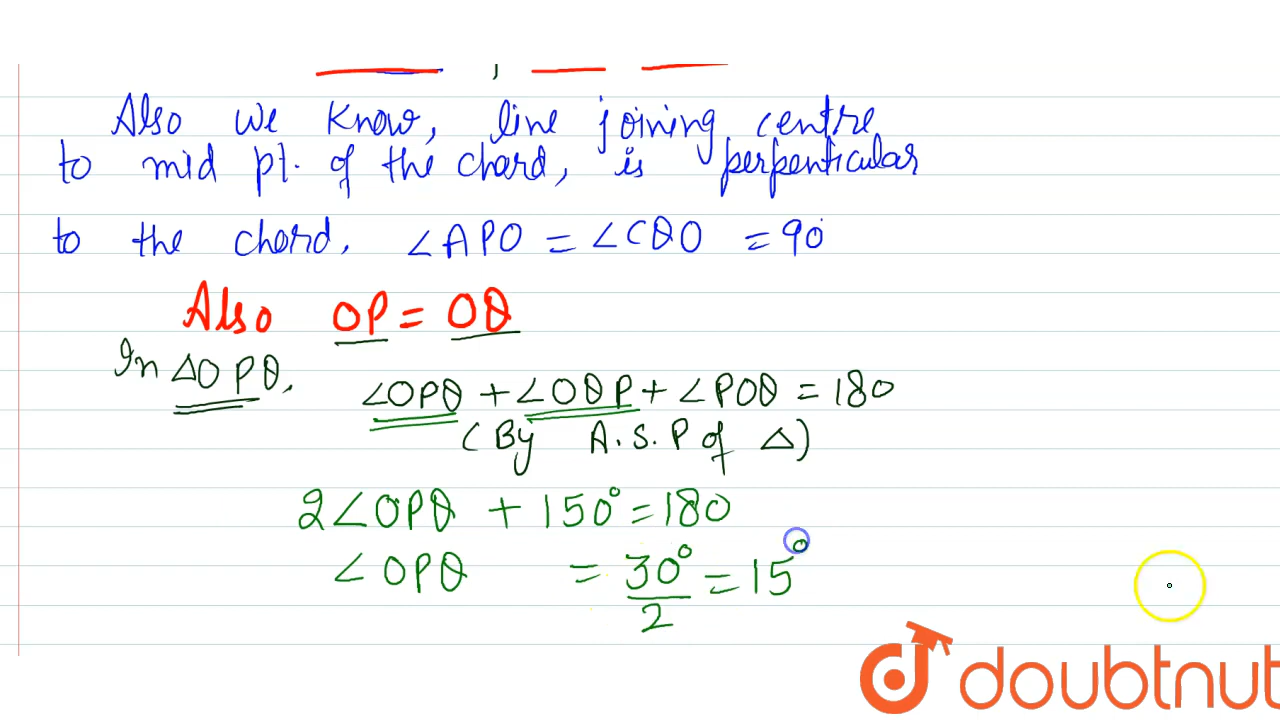 Also we know, line joining centre
to mid pt. of the chord, is perpenticular
to the chord, ∠APO = ∠CQO = 90°
Also OP = OQ
In △OPQ,
∠OPQ + ∠OQP + ∠POQ = 180
(By A.S.P of △)
2∠OPQ + 150° = 180
∠OPQ = 30°/2 = 15°
doubtnut